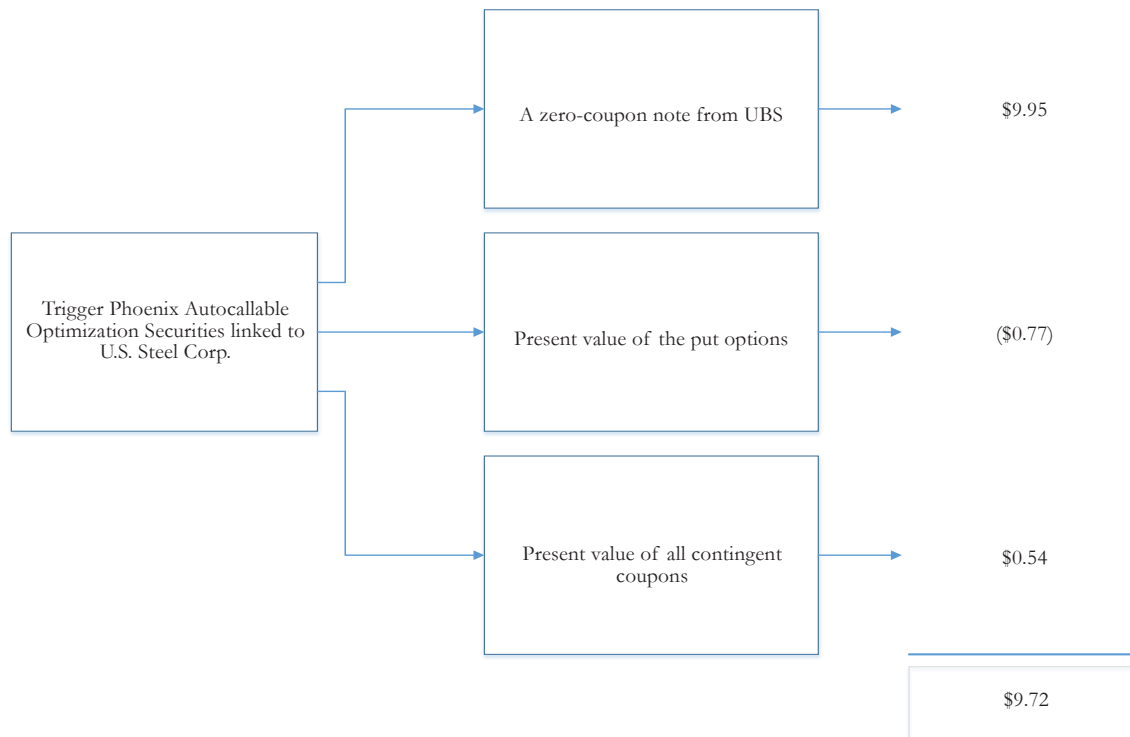 A zero-coupon note from UBS
$9.95
Trigger Phoenix Autocallable
Optimization Securities linked to
U.S. Steel Corp.
Present value of the put options
($0.77)
Present value of all contingent
coupons
$0.54
$9.72